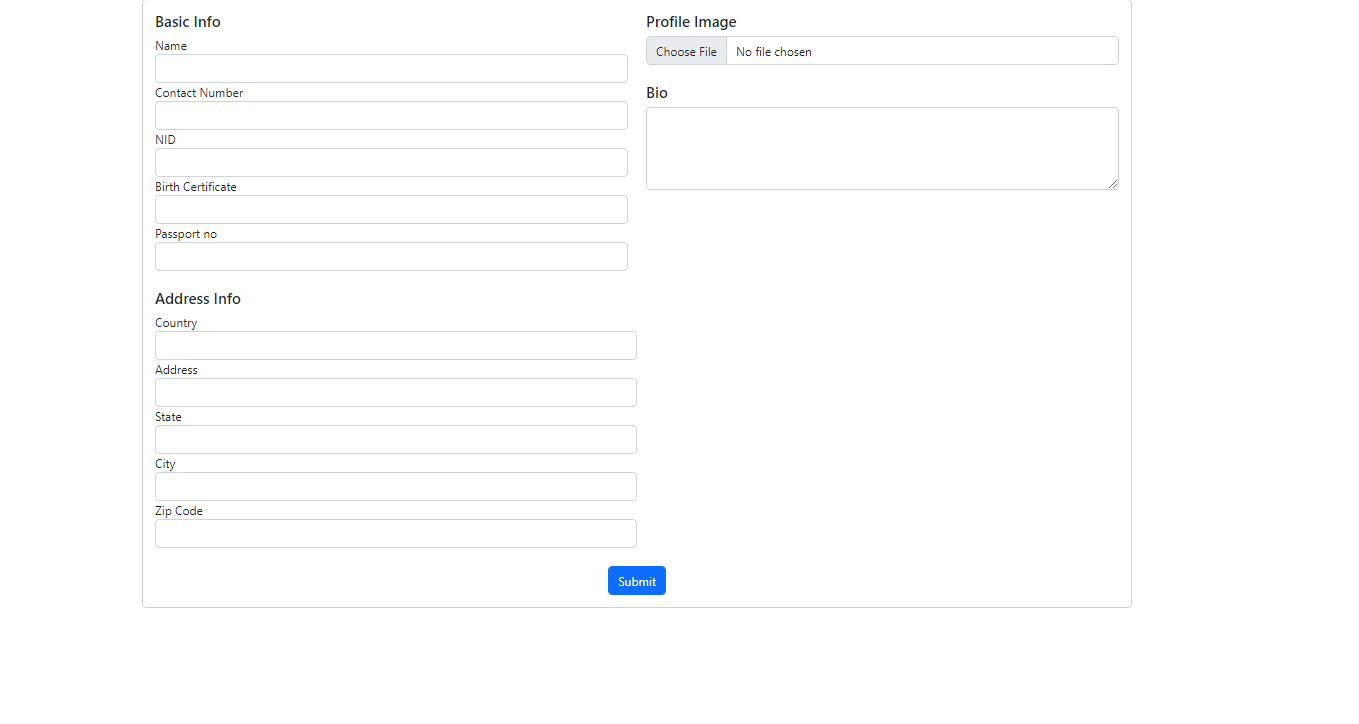 Basic Info
Name
Contact Number
NID
Birth Certificate
Passport no
Profile Image
Choose File No file chosen
Bio
Address Info
Country
Address
State
City
Zip Code
Submit